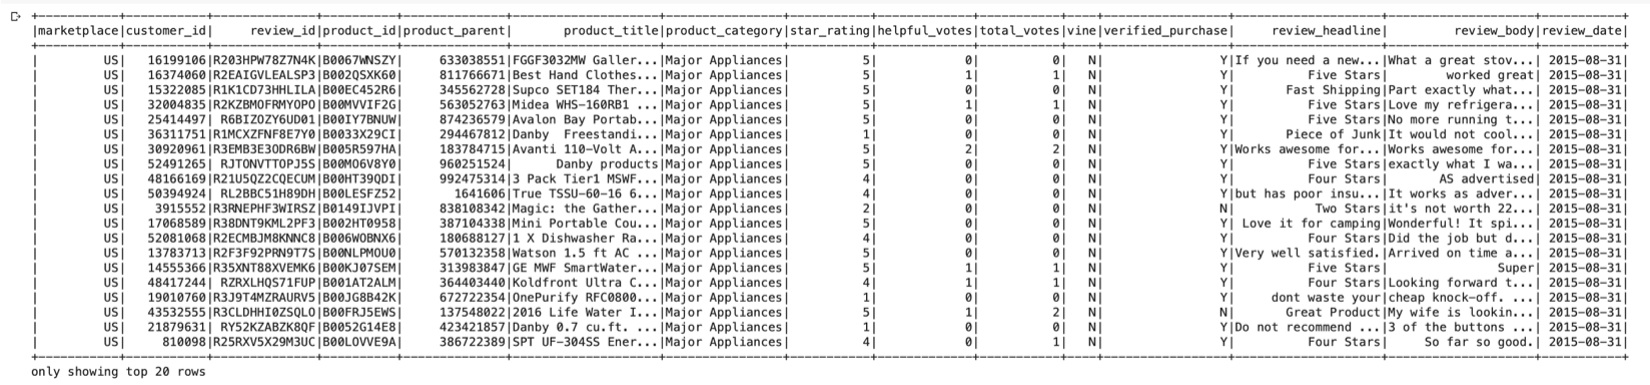 |marketplace|customer_id| review_id|product_id|product_parent| product_title|product_category|star_rating|helpful_votes|total_votes|vine|verified_purchase| review_headline| review_body|review_date|
| US| 16199106|R203HPW78Z7N4K|B0067WNSZY| 633038551|FGGF3032MW Galler...|Major Appliances| 5| 0| 0| N| Y|If you need a new...|What a great stov...| 2015-08-31|
| US| 16374060|R2EAIGVLEALSP3|B002QSXK60| 811766671|Best Hand Clothes...|Major Appliances| 5| 1| 1| N| Y| Five Stars| worked great| 2015-08-31|
| US| 15322085|R1K1CD73HHLILA|B00EC452R6| 345562728|Supco SET184 Ther...|Major Appliances| 5| 0| 0| N| Y| Fast Shipping|Part exactly what...| 2015-08-31|
| US| 32004835|R2KZBMOFRMYOPO|B00MVVIF2G| 563052763|Midea WHS-160RB1 ...|Major Appliances| 5| 1| 1| N| Y| Five Stars|Love my refrigera...| 2015-08-31|
| US| 25414497| R6BIZOZY6UD01|B00IY7BNUW| 874236579|Avalon Bay Portab...|Major Appliances| 5| 0| 0| N| Y| Five Stars|No more running t...| 2015-08-31|
| US| 36311751|R1MCXZFNF8E7Y0|B0033X29CI| 294467812|Danby  Freestandi...|Major Appliances| 1| 0| 0| N| Y| Piece of Junk|It would not cool...| 2015-08-31|
| US| 30920961|R3EMB3E3ODR6BW|B005R597HA| 183784715|Avanti 110-Volt A...|Major Appliances| 5| 2| 2| N| Y|Works awesome for...|Works awesome for...| 2015-08-31|
| US| 52491265| RJTONVTTOPJ5S|B00MO6V8Y0| 960251524| Danby products|Major Appliances| 5| 0| 0| N| Y| Five Stars|exactly what I wa...| 2015-08-31|
| US| 48166169|R21U5QZ2CQECUM|B00HT39QDI| 992475314|3 Pack Tier1 MSWF...|Major Appliances| 4| 0| 0| N| Y| Four Stars| AS advertised| 2015-08-31|
| US| 50394924| RL2BBC51H89DH|B00LESFZ52| 1641606|True TSSU-60-16 6...|Major Appliances| 4| 0| 0| N| Y|but has poor insu...|It works as adver...| 2015-08-31|
| US| 3915552|R3RNEPHF3WIRSZ|B0149IJVPI| 838108342|Magic: the Gather...|Major Appliances| 2| 0| 0| N| N| Two Stars|it's not worth 22...| 2015-08-31|
| US| 17068589|R38DNT9KML2PF3|B002HT0958| 387104338|Mini Portable Cou...|Major Appliances| 5| 0| 0| N| Y| Love it for camping|Wonderful! It spi...| 2015-08-31|
| US| 52081068|R2ECMBJM8KNNC8|B006WOBNX6| 180688127|1 X Dishwasher Ra...|Major Appliances| 4| 0| 0| N| Y| Four Stars|Did the job but d...| 2015-08-31|
| US| 13783713|R2F3F92PRN9T7S|B00NLPMOU0| 570132358|Watson 1.5 ft AC ...|Major Appliances| 5| 0| 0| N| Y|Very well satisfied.|Arrived on time a...| 2015-08-31|
| US| 14555366|R35XNT88XVEMK6|B00KJ07SEM| 313983847|GE MWF SmartWater...|Major Appliances| 5| 1| 1| N| Y| Five Stars| Super| 2015-08-31|
| US| 48417244| RZRXLHQS71FUP|B001AT2ALM| 364403440|Koldfront Ultra C...|Major Appliances| 4| 1| 1| N| Y| Four Stars|Looking forward t...| 2015-08-31|
| US| 19010760|R3J9T4MZRAURV5|B00JG8B42K| 672722354|OnePurify RFC0800...|Major Appliances| 1| 0| 0| N| Y| dont waste your|cheap knock-off. ...| 2015-08-31|
| US| 43532555|R3CLDHHI0ZSQLO|B00FRJ5EWS| 137548022|2016 Life Water I...|Major Appliances| 5| 1| 2| N| N| Great Product|My wife is lookin...| 2015-08-31|
| US| 21879631| RY52KZABZK8QF|B0052G14E8| 423421857|Danby 0.7 cu.ft. ...|Major Appliances| 1| 0| 0| N| Y|Do not recommend ...|3 of the buttons ...| 2015-08-31|
| US| 810098|R25RXV5X29M3UC|B00LOVVE9A| 386722389|SPT UF-304SS Ener...|Major Appliances| 4| 0| 1| N| Y| Four Stars| So far so good.| 2015-08-31|
only showing top 20 rows